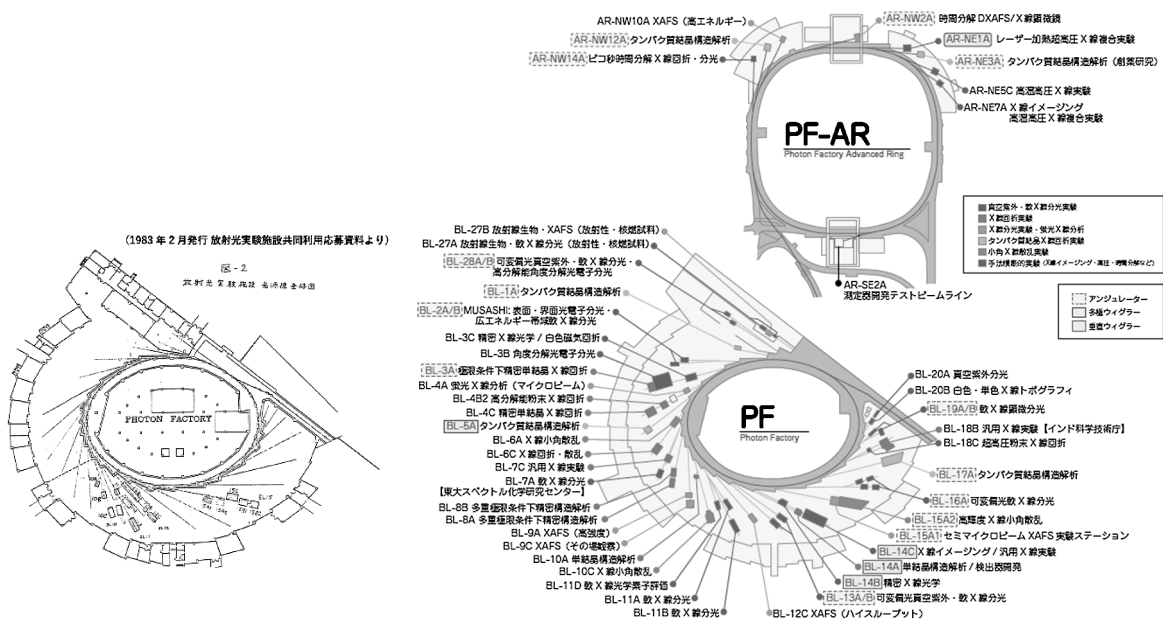 (1983年2月発行 放射光実験施設共同利用応募資料より)
図-2
放射光実験施設 光源棟全体図
PHOTON FACTORY
AR-NW10A XAFS (高エネルギー)
AR-NW12A タンパク質結晶構造解析
AR-NW14A ピコ秒時間分解X線回折・分光
AR-NW2A 時間分解 DXAFS/X線顕微鏡
AR-NE1A レーザー加熱超高圧X線複合実験
AR-NE3A タンパク質結晶構造解析 (創薬研究)
AR-NE5C 高温高圧X線実験
AR-NE7A X線イメージング
高温高圧X線複合実験
PF-AR
Photon Factory Advanced Ring
AR-SE2A
測定器開発テストビームライン
真空紫外・軟X線分光実験
X線回折実験
X線分光実験・蛍光X線分析
タンパク質結晶X線回折実験
小角X線散乱実験
手法横断的実験 (X線イメージング・高圧・時間分解など)
アンジュレーター
多極ウィグラー
垂直ウィグラー
BL-27B 放射線生物・XAFS (放射性・核燃試料)
BL-27A 放射線生物・軟X線分光 (放射性・核燃試料)
BL-28A/B 可変偏光真空紫外・軟X線分光・
高分解能角度分解光電子分光
BL-1A タンパク質結晶構造解析
BL-2A/B MUSASHI: 表面・界面光電子分光・
広エネルギー帯域軟X線分光
BL-3C 精密X線光学 / 白色磁気回折
BL-3B 角度分解光電子分光
BL-3A 極限条件下精密単結晶X線回折
BL-4A 蛍光X線分析 (マイクロビーム)
BL-4B2 高分解能粉末X線回折
BL-4C 精密単結晶X線回折
BL-5A タンパク質結晶構造解析
BL-6A X線小角散乱
BL-6C X線回折・散乱
BL-7C 汎用X線実験
BL-7A 軟X線分光
【東大スペクトル化学研究センター】
BL-8B 多重極限条件下精密構造解析
BL-8A 多重極限条件下精密構造解析
BL-9A XAFS (高強度)
BL-9C XAFS (その場観察)
BL-10A 単結晶構造解析
BL-10C X線小角散乱
BL-11D 軟X線光学素子評価
BL-11A 軟X線分光
BL-11B 軟X線分光
PF
Photon Factory
BL-20A 真空紫外分光
BL-20B 白色・単色X線トポグラフィ
BL-19A/B 軟X線顕微分光
BL-18B 汎用X線実験【インド科学技術庁】
BL-18C 超高圧粉末X線回折
BL-17A タンパク質結晶構造解析
BL-16A 可変偏光軟X線分光
BL-15A2 高輝度X線小角散乱
BL-15A1 セミマイクロビーム XAFS 実験ステーション
BL-14C X線イメージング / 汎用X線実験
BL-14A 単結晶構造解析 / 検出器開発
BL-14B 精密X線光学
BL-13A/B 可変偏光真空紫外・軟X線分光
BL-12C XAFS (ハイスループット)